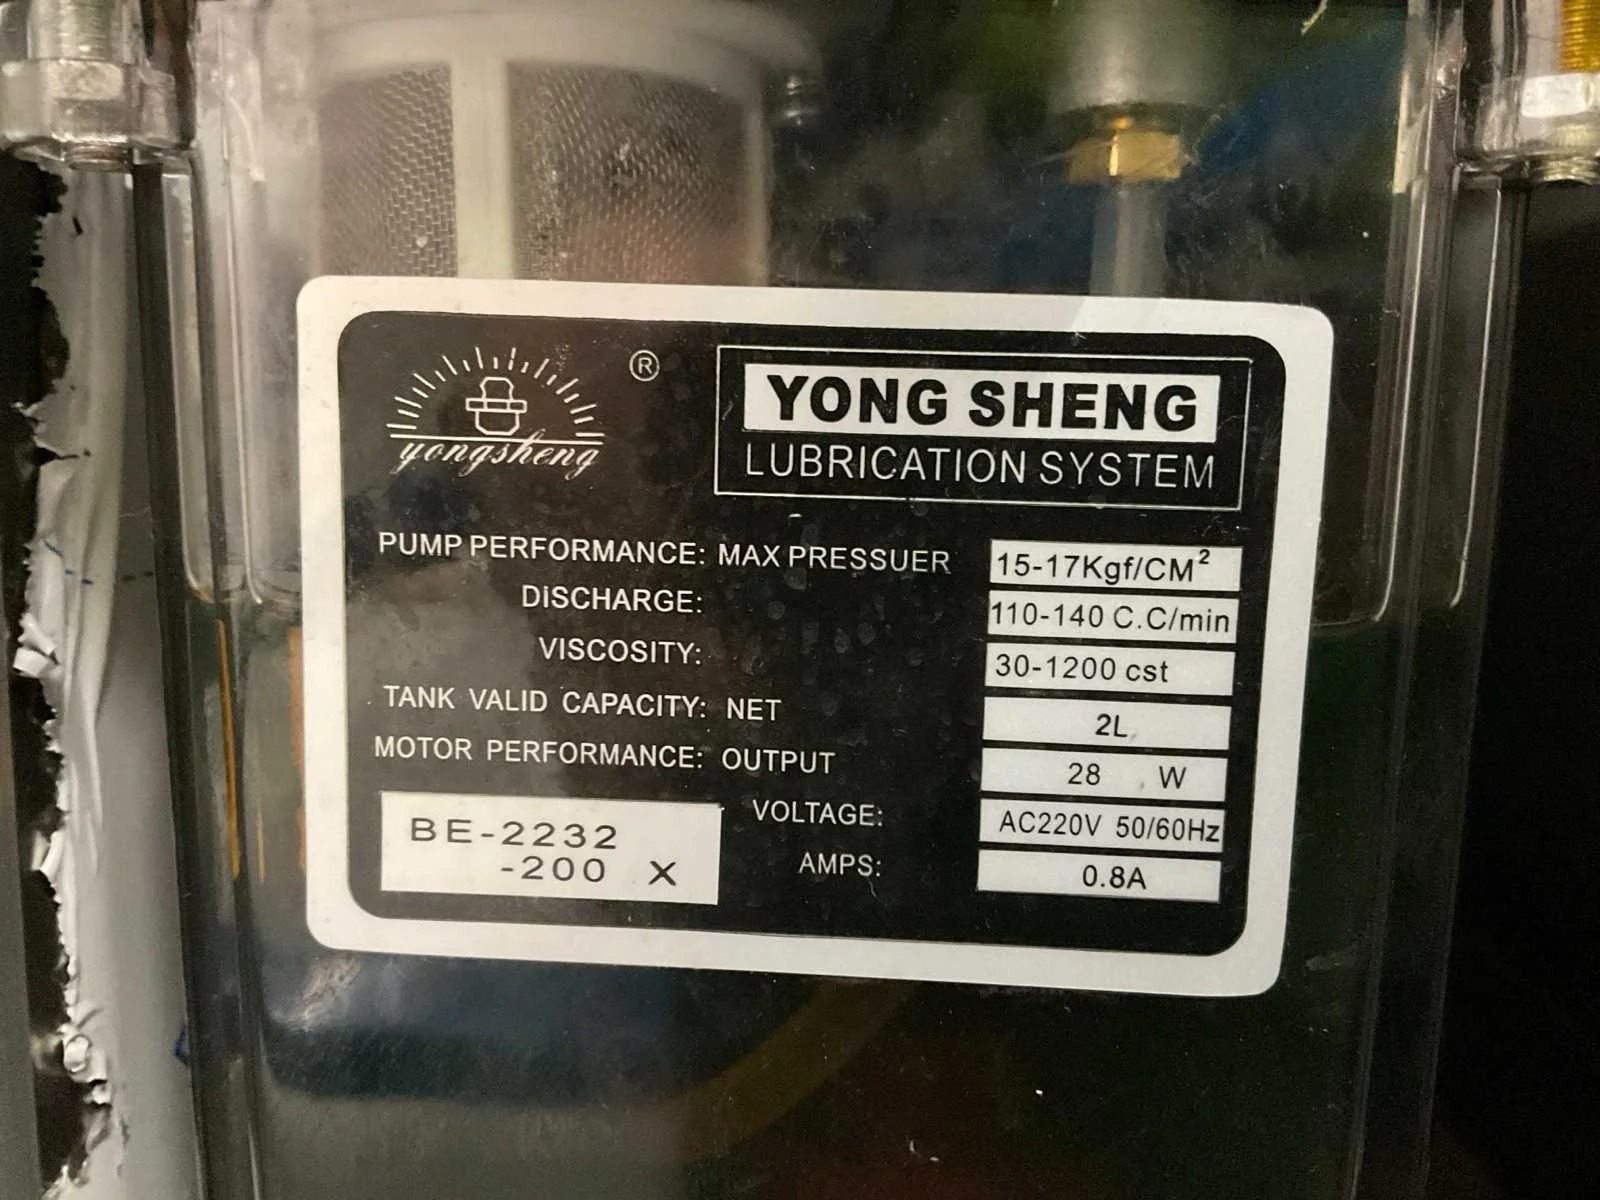 yongsheng ®
YONG SHENG
LUBRICATION SYSTEM
PUMP PERFORMANCE: MAX PRESSUER 15-17Kgf/CM²
DiSCHARGE: 110-140 C.C/min
VISCOSITY: 30-1200 cst
TANK VALID CAPACITY: NET 2L
MOTOR PERFORMANCE: OUTPUT 28 W
VOLTAGE: AC220V 50/60Hz
AMPS: 0.8A
BE-2232
-200 X